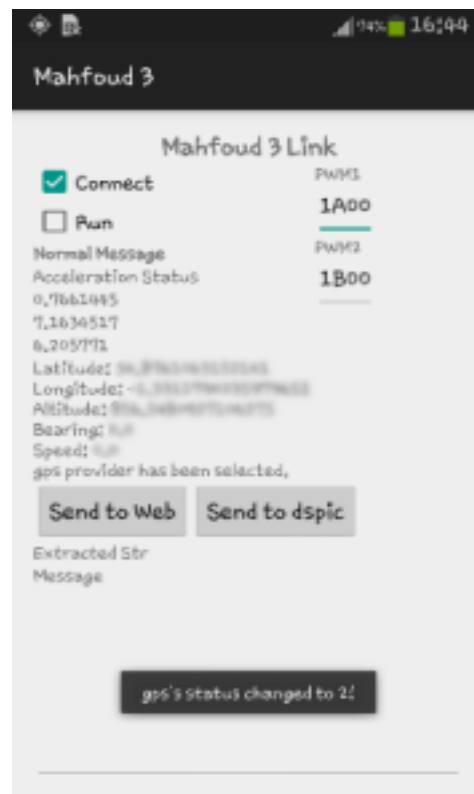 94% 16:44
Mahfoud 3
Mahfoud 3 Link
Connect
PWM1
1A00
Run
PWM2
1B00
Normal Message
Acceleration Status
0,7661445
7,1634517
6,205771
Latitude:
Longitude:
Altitude:
Bearing:
Speed:
gps provider has been selected,
Send to Web Send to dspic
Extracted Str
Message
gps's status changed to 2!